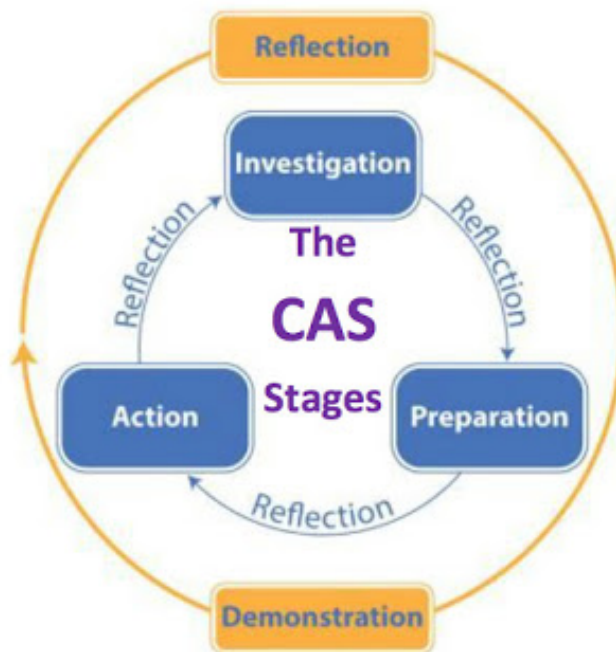 Reflection
Investigation
Reflection
Reflection
The
CAS
Stages
Action
Preparation
Reflection
Demonstration